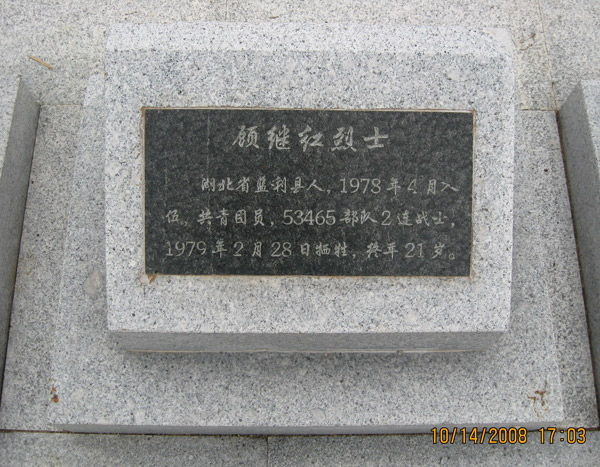 顾继红烈士
湖北省监利县人，1978年4月入
伍，共青团员，53465部队2连战士，
1979年2月28日牺牲，终年21岁。
10/14/2008 17:03